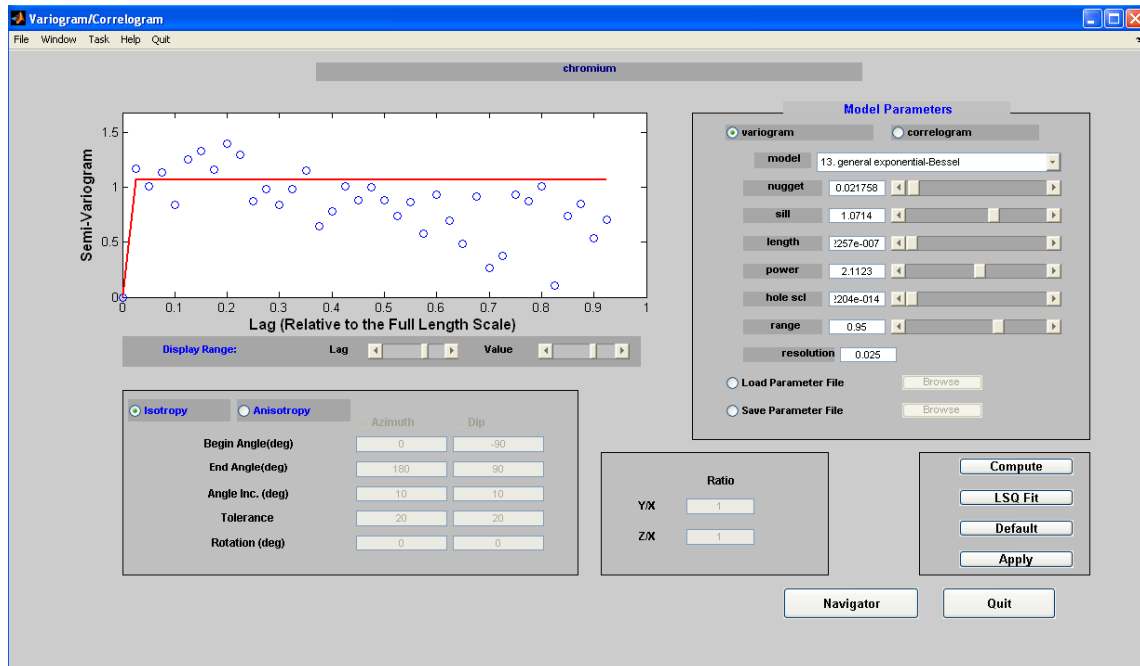 Variogram/Correlogram
File Window Task Help Quit
chromium
Semi-Variogram
1.5
1
0.5
0
0 0.1 0.2 0.3 0.4 0.5 0.6 0.7 0.8 0.9 1
Lag (Relative to the Full Length Scale)
Display Range: Lag Value
Model Parameters
variogram correlogram
model 13. general exponential-Bessel
nugget 0.021758
sill 1.0714
length !257e-007
power 2.1123
hole scl !204e-014
range 0.95
resolution 0.025
Load Parameter File Browse
Save Parameter File Browse
Isotropy Anisotropy
Azimuth Dip
Begin Angle(deg) 0 -90
End Angle(deg) 180 90
Angle Inc. (deg) 10 10
Tolerance 20 20
Rotation (deg) 0 0
Ratio
Y/X 1
Z/X 1
Compute
LSQ Fit
Default
Apply
Navigator Quit